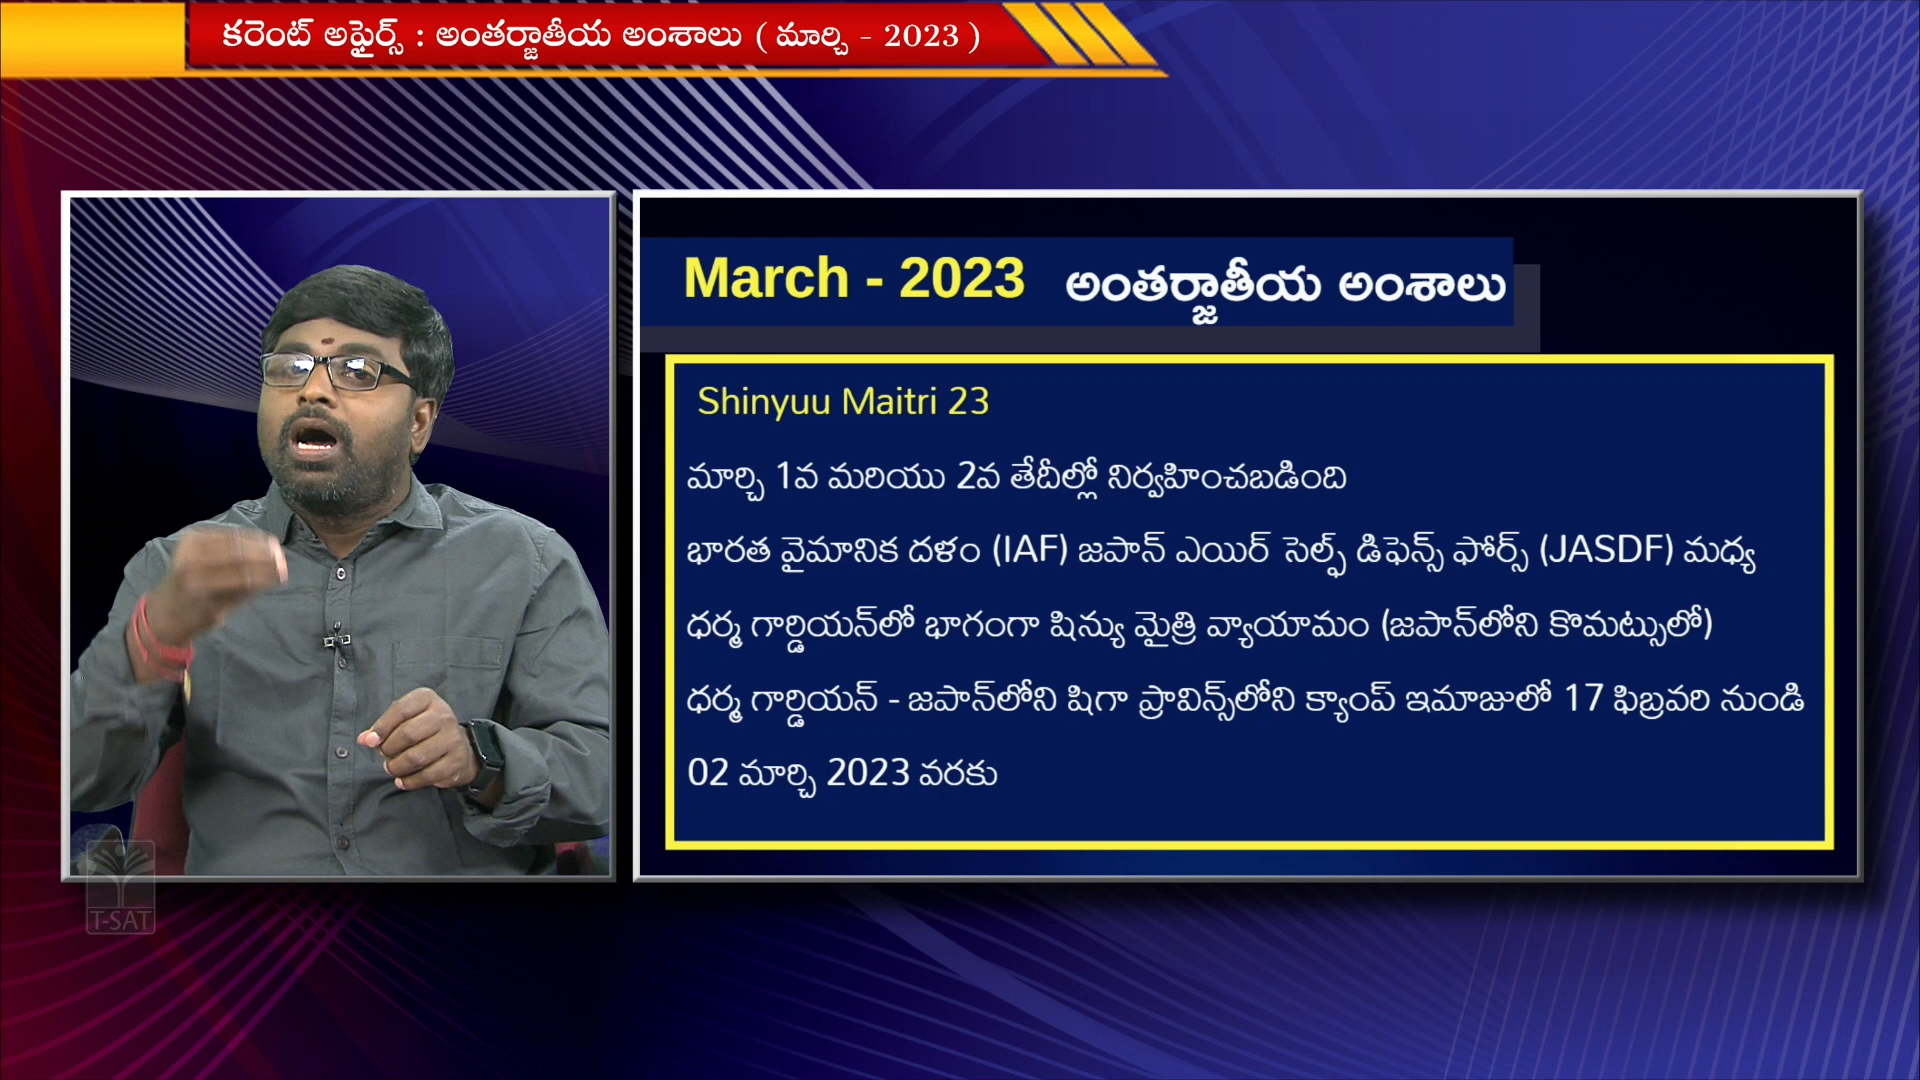 కరెంట్ అఫైర్స్ : అంతర్జాతీయ అంశాలు ( మార్చి - 2023 )
March - 2023 అంతర్జాతీయ అంశాలు
Shinyuu Maitri 23
మార్చి 1వ మరియు 2వ తేదీల్లో నిర్వహించబడింది
భారత వైమానిక దళం (IAF) జపాన్ ఎయిర్ సెల్ఫ్ డిఫెన్స్ ఫోర్స్ (JASDF) మధ్య
ధర్మ గార్డియన్‌లో భాగంగా షిన్యు మైత్రి వ్యాయామం (జపాన్‌లోని కొమట్సులో)
ధర్మ గార్డియన్ - జపాన్‌లోని షిగా ప్రావిన్స్‌లోని క్యాంప్ ఇమాజులో 17 ఫిబ్రవరి నుండి
02 మార్చి 2023 వరకు
T-SAT